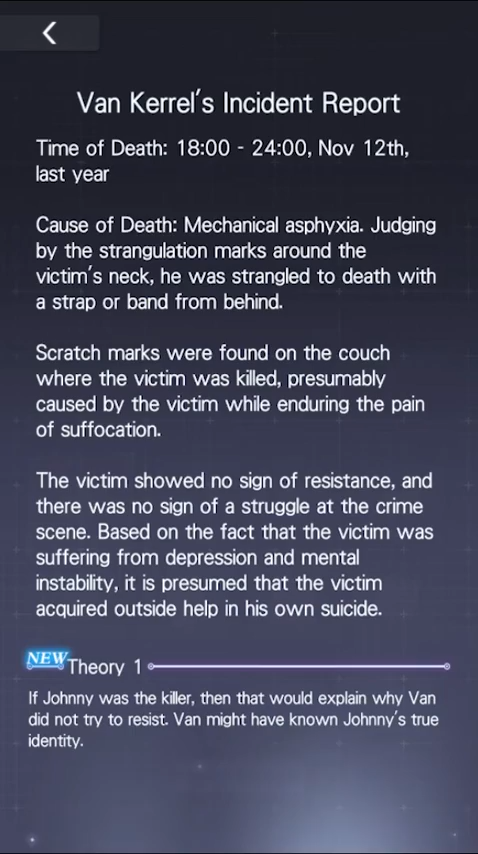 Van Kerrel's Incident Report
Time of Death: 18:00 - 24:00, Nov 12th,
last year
Cause of Death: Mechanical asphyxia. Judging
by the strangulation marks around the
victim's neck, he was strangled to death with
a strap or band from behind.
Scratch marks were found on the couch
where the victim was killed, presumably
caused by the victim while enduring the pain
of suffocation.
The victim showed no sign of resistance, and
there was no sign of a struggle at the crime
scene. Based on the fact that the victim was
suffering from depression and mental
instability, it is presumed that the victim
acquired outside help in his own suicide.
NEW Theory 1
If Johnny was the killer, then that would explain why Van
did not try to resist. Van might have known Johnny's true
identity.